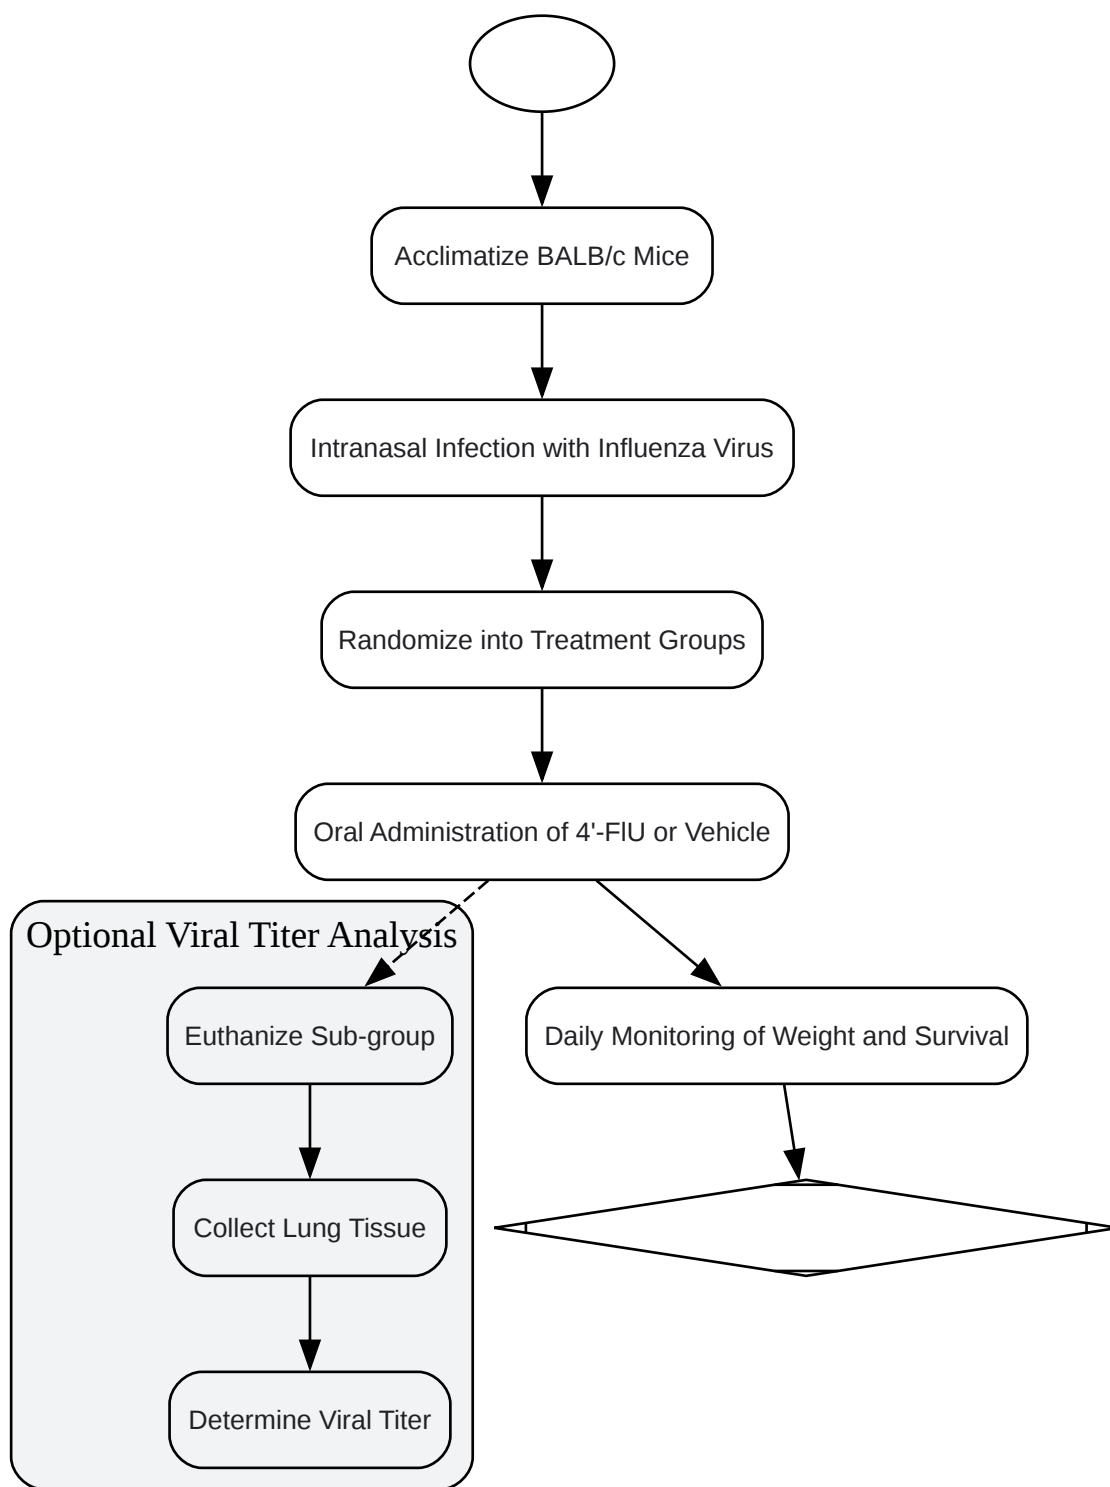 Acclimatize BALB/c Mice
Intranasal Infection with Influenza Virus
Randomize into Treatment Groups
Oral Administration of 4'-FlU or Vehicle
Optional Viral Titer Analysis
Euthanize Sub-group
Daily Monitoring of Weight and Survival
Collect Lung Tissue
Determine Viral Titer